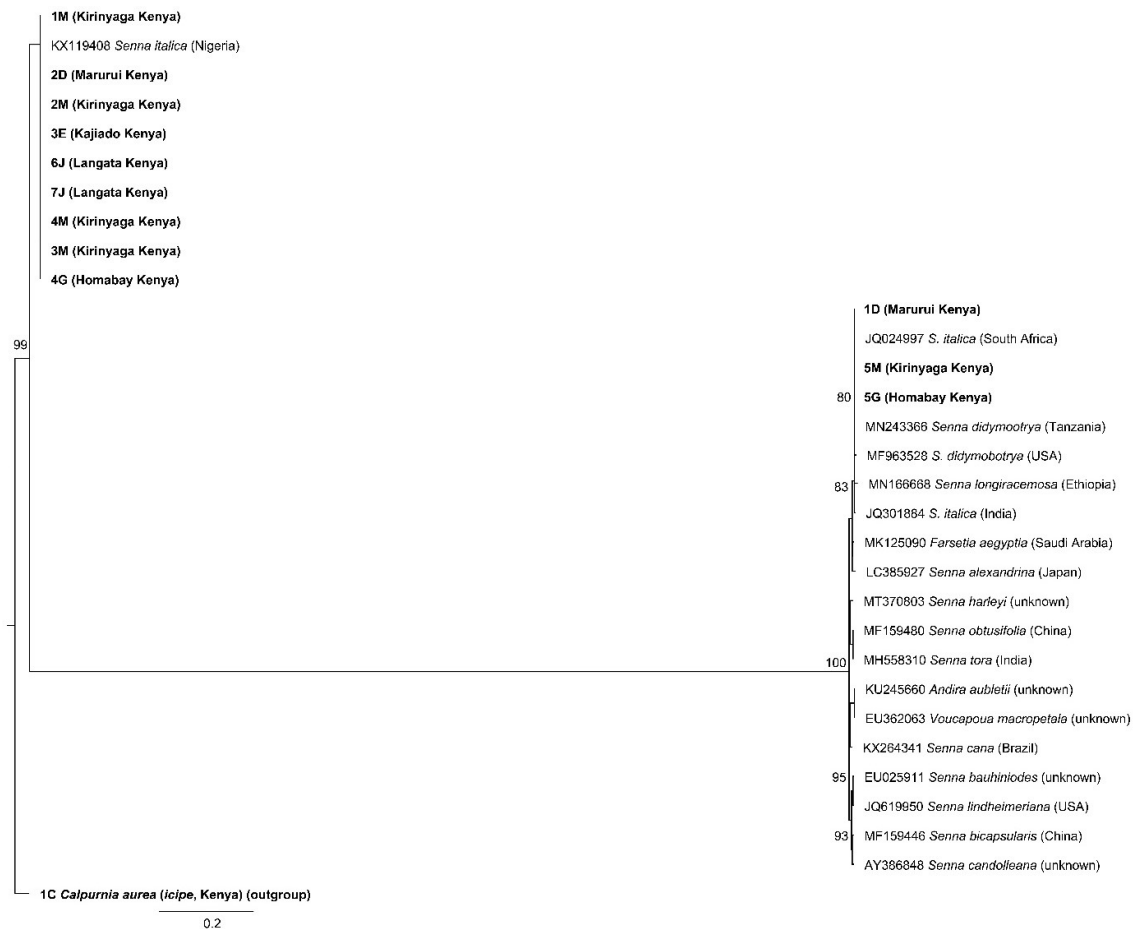 1M (Kirinyaga Kenya)
KX119408 Senna italica (Nigeria)
2D (Marurui Kenya)
2M (Kirinyaga Kenya)
3E (Kajiado Kenya)
6J (Langata Kenya)
7J (Langata Kenya)
4M (Kirinyaga Kenya)
3M (Kirinyaga Kenya)
4G (Homabay Kenya)
1D (Marurui Kenya)
99
JQ024997 S. italica (South Africa)
5M (Kirinyaga Kenya)
80
5G (Homabay Kenya)
MN243366 Senna didymootrya (Tanzania)
MF963528 S. didymobotrya (USA)
83
MN166668 Senna longiracemosa (Ethiopia)
JQ301864 S. italica (India)
MK125090 Farsetia aegyptia (Saudi Arabia)
LC385927 Senna alexandrina (Japan)
MT370803 Senna harleyi (unknown)
MF159480 Senna obtusifolia (China)
100
MH558310 Senna tora (India)
KU245660 Andira aubletii (unknown)
EU362063 Voucapoua macropetala (unknown)
KX264341 Senna cana (Brazil)
95
EU025911 Senna bauhiniodes (unknown)
JQ619950 Senna lindheimeriana (USA)
93
MF159446 Senna bicapsularis (China)
AY386848 Senna candolleana (unknown)
1C Calpurnia aurea (icipe, Kenya) (outgroup)
0.2